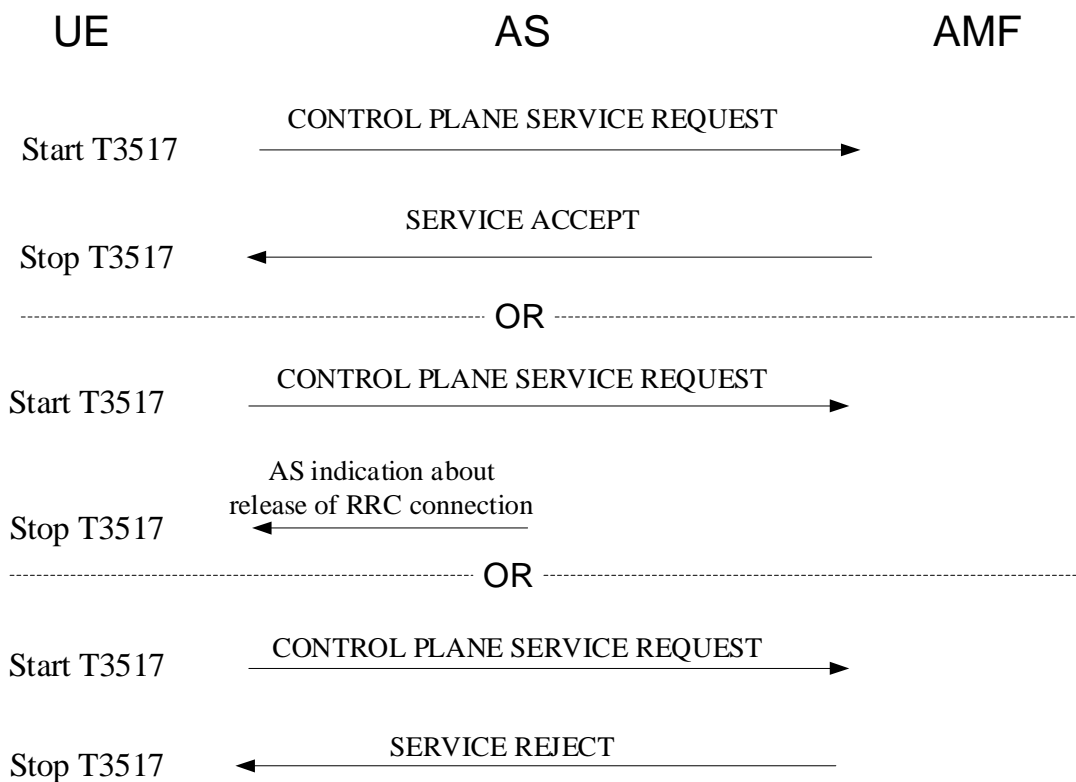 UE AS AMF
CONTROL PLANE SERVICE REQUEST
Start T3517
SERVICE ACCEPT
Stop T3517
OR
CONTROL PLANE SERVICE REQUEST
Start T3517
AS indication about
release of RRC connection
Stop T3517
OR
CONTROL PLANE SERVICE REQUEST
Start T3517
SERVICE REJECT
Stop T3517